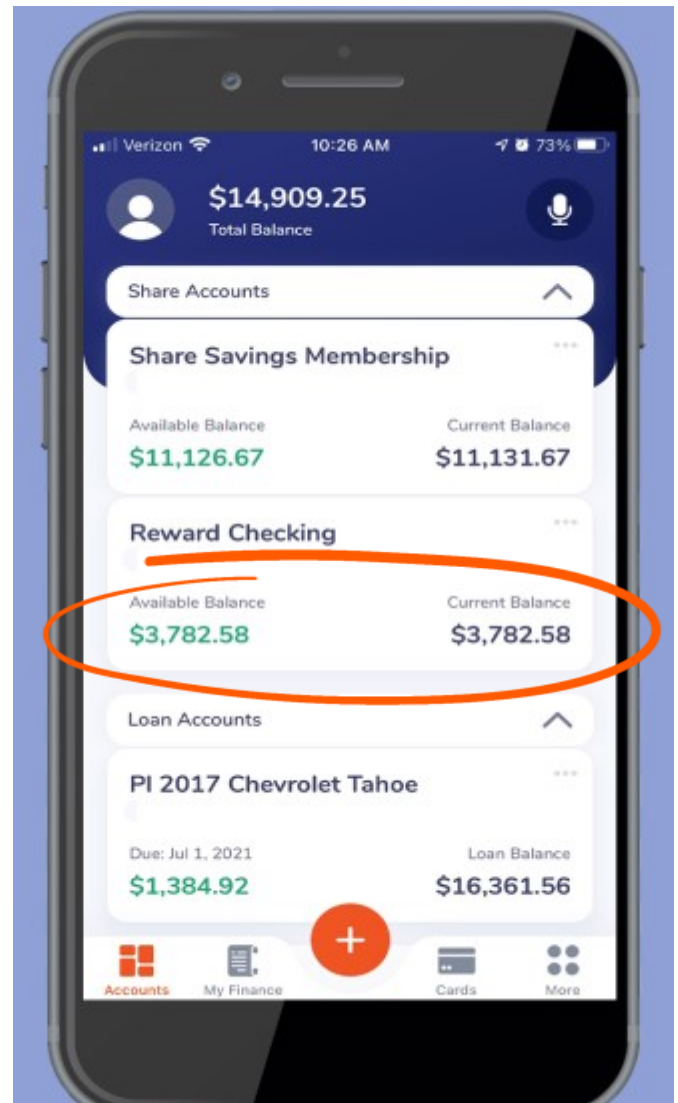 Verizon 10:26 AM 73%
$14,909.25
Total Balance
Share Accounts
Share Savings Membership
Available Balance Current Balance
$11,126.67 $11,131.67
Reward Checking
Available Balance Current Balance
$3,782.58 $3,782.58
Loan Accounts
PI 2017 Chevrolet Tahoe
Due: Jul 1, 2021 Loan Balance
$1,384.92 $16,361.56
Accounts My Finance Cards More